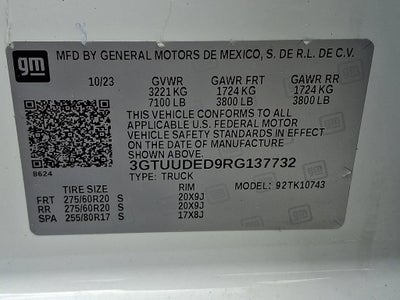 gm
MFD BY GENERAL MOTORS DE MEXICO, S. DE R.L. DE C.V.
10/23 GVWR GAWR FRT GAWR RR
3221 KG 1724 KG 1724 KG
7100 LB 3800 LB 3800 LB
THIS VEHICLE CONFORMS TO ALL
APPLICABLE U.S. FEDERAL MOTOR
VEHICLE SAFETY STANDARDS IN EFFECT
ON THE DATE OF MANUFACTURE
SHOWN ABOVE.
8624 3GTUUDED9RG137732
TYPE: TRUCK
TIRE SIZE RIM MODEL: 92TK10743
FRT 275/60R20 S 20X9J
RR 275/60R20 S 20X9J
SPA 255/80R17 S 17X8J